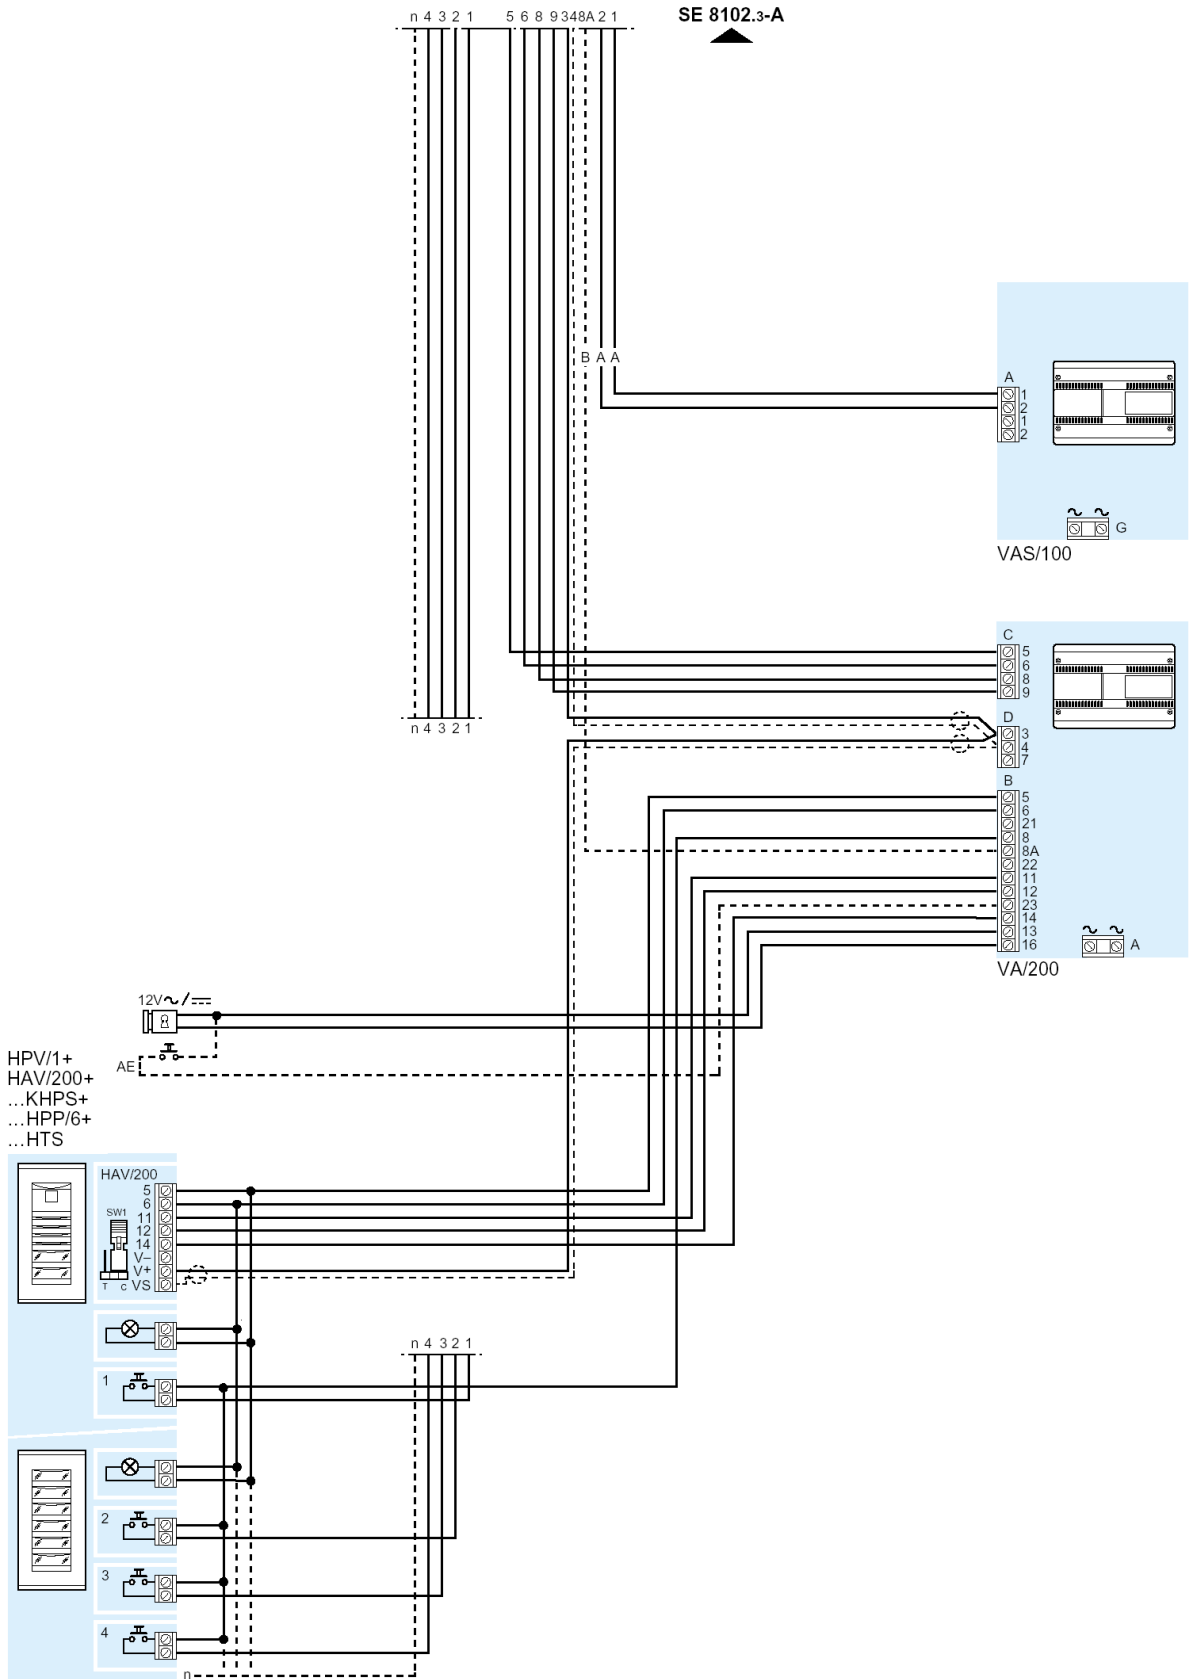 SE 8102.3-A
n 4 3 2 1 5 6 8 9 3 4 8A 2 1
B A A
A
1
2
1
2
G
VAS/100
C
5
6
8
9
n 4 3 2 1
D
3
4
7
B
5
6
21
8
8A
22
11
12
23
14
13
16
A
VA/200
12V
AE
HPV/1+
HAV/200+
...KHPS+
...HPP/6+
...HTS
HAV/200
5
6
11
12
14
V–
V+
VS
SW1
T C
n 4 3 2 1
1
2
3
4
n